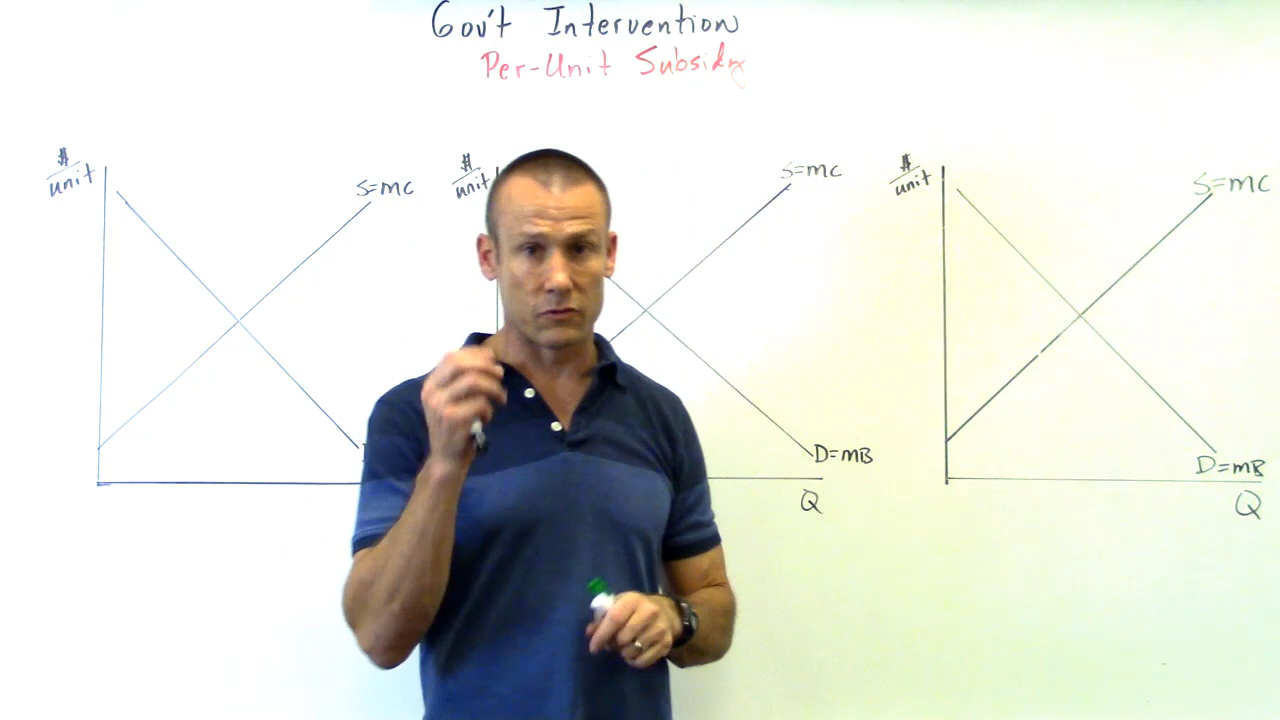 Gov't Intervention
Per-Unit Subsidy
$/unit
S=MC
$/unit
S=MC
D=MB
Q
$/unit
S=MC
D=MB
Q